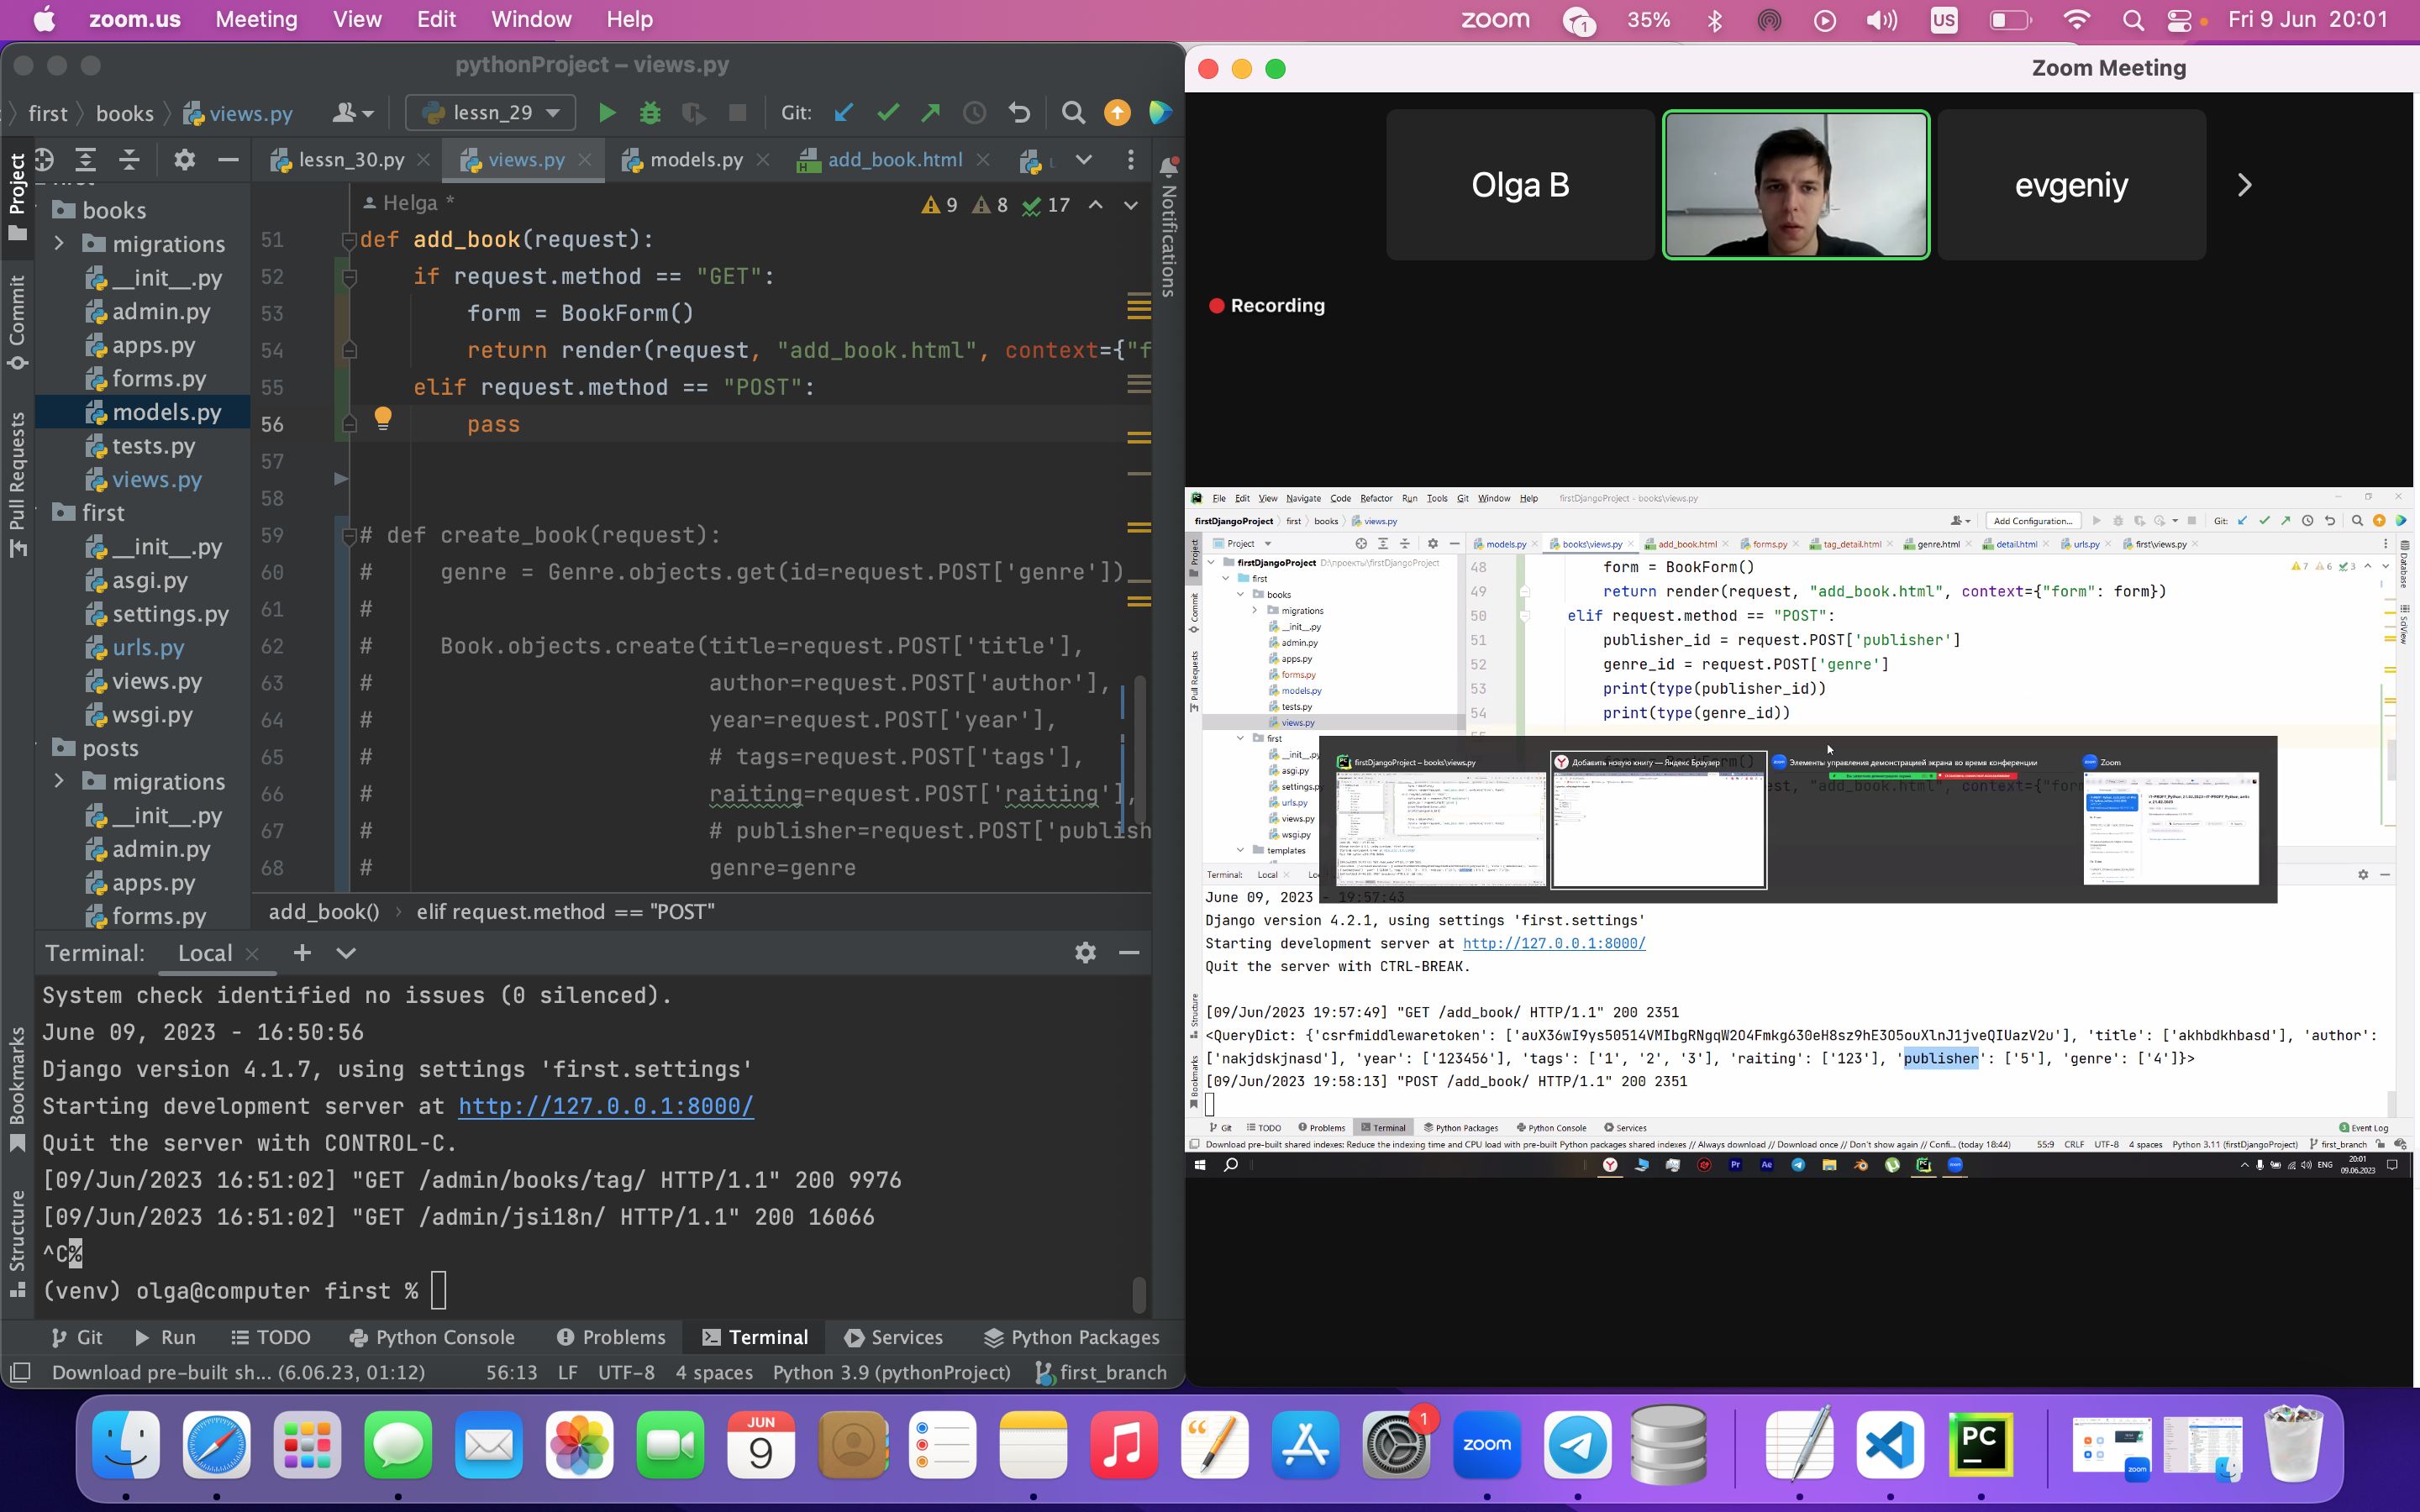 zoom.us Meeting View Edit Window Help
zoom 1 35% US Fri 9 Jun 20:01
pythonProject – views.py
first books views.py
lessn_29
Git:
lessn_30.py
views.py
models.py
add_book.html
Project
Commit
Pull Requests
Bookmarks
Structure
Notifications
books
migrations
__init__.py
admin.py
apps.py
forms.py
models.py
tests.py
views.py
first
__init__.py
asgi.py
settings.py
urls.py
views.py
wsgi.py
posts
migrations
__init__.py
admin.py
apps.py
forms.py
Helga *
9 8 17
51 def add_book(request):
52 if request.method == "GET":
53 form = BookForm()
54 return render(request, "add_book.html", context={"f
55 elif request.method == "POST":
56 pass
57
58
59 # def create_book(request):
60 # genre = Genre.objects.get(id=request.POST['genre'])
61 #
62 # Book.objects.create(title=request.POST['title'],
63 # author=request.POST['author'],
64 # year=request.POST['year'],
65 # # tags=request.POST['tags'],
66 # raiting=request.POST['raiting'],
67 # # publisher=request.POST['publish
68 # genre=genre
add_book() › elif request.method == "POST"
Terminal: Local
System check identified no issues (0 silenced).
June 09, 2023 - 16:50:56
Django version 4.1.7, using settings 'first.settings'
Starting development server at http://127.0.0.1:8000/
Quit the server with CONTROL-C.
[09/Jun/2023 16:51:02] "GET /admin/books/tag/ HTTP/1.1" 200 9976
[09/Jun/2023 16:51:02] "GET /admin/jsi18n/ HTTP/1.1" 200 16066
^C%
(venv) olga@computer first %
Git Run TODO Python Console Problems Terminal Services Python Packages
Download pre-built sh... (6.06.23, 01:12) 56:13 LF UTF-8 4 spaces Python 3.9 (pythonProject) first_branch
Zoom Meeting
Olga B
evgeniy
Recording
File Edit View Navigate Code Refactor Run Tools Git Window Help firstDjangoProject - books\views.py
firstDjangoProject first books views.py
Add Configuration... Git:
Project
models.py books\views.py add_book.html forms.py tag_detail.html genre.html detail.html urls.py first\views.py
Project
Commit
Pull Requests
Structure
Bookmarks
Database
SciView
firstDjangoProject D:\проекты\firstDjangoProject
first
books
migrations
__init__.py
admin.py
apps.py
forms.py
models.py
tests.py
views.py
first
__init__.py
asgi.py
settings.py
urls.py
views.py
wsgi.py
templates
7 6 3
48 form = BookForm()
49 return render(request, "add_book.html", context={"form": form})
50 elif request.method == "POST":
51 publisher_id = request.POST['publisher']
52 genre_id = request.POST['genre']
53 print(type(publisher_id))
54 print(type(genre_id))
firstDjangoProject – books\views.py
Добавить новую книгу — Яндекс Браузер
Элементы управления демонстрацией экрана во время конференции
Zoom
Terminal: Local
June 09, 2023 - 19:57:43
Django version 4.2.1, using settings 'first.settings'
Starting development server at http://127.0.0.1:8000/
Quit the server with CTRL-BREAK.
[09/Jun/2023 19:57:49] "GET /add_book/ HTTP/1.1" 200 2351
<QueryDict: {'csrfmiddlewaretoken': ['auX36wI9ys50514VMIbgRNgqW2O4Fmkg630eH8sz9hE3O5ouXlnJ1jveQIUazV2u'], 'title': ['akhbdkhbasd'], 'author':
['nakjdskjnasd'], 'year': ['123456'], 'tags': ['1', '2', '3'], 'raiting': ['123'], 'publisher': ['5'], 'genre': ['4']}>
[09/Jun/2023 19:58:13] "POST /add_book/ HTTP/1.1" 200 2351
Git TODO Problems Terminal Python Packages Python Console Services
3 Event Log
Download pre-built shared indexes: Reduce the indexing time and CPU load with pre-built Python packages shared indexes // Always download // Download once // Don't show again // Confi... (today 18:44) 55:9 CRLF UTF-8 4 spaces Python 3.11 (firstDjangoProject) first_branch
Pr Ae
ENG
20:01
09.06.2023
JUN
9
1
zoom
PC
zoom